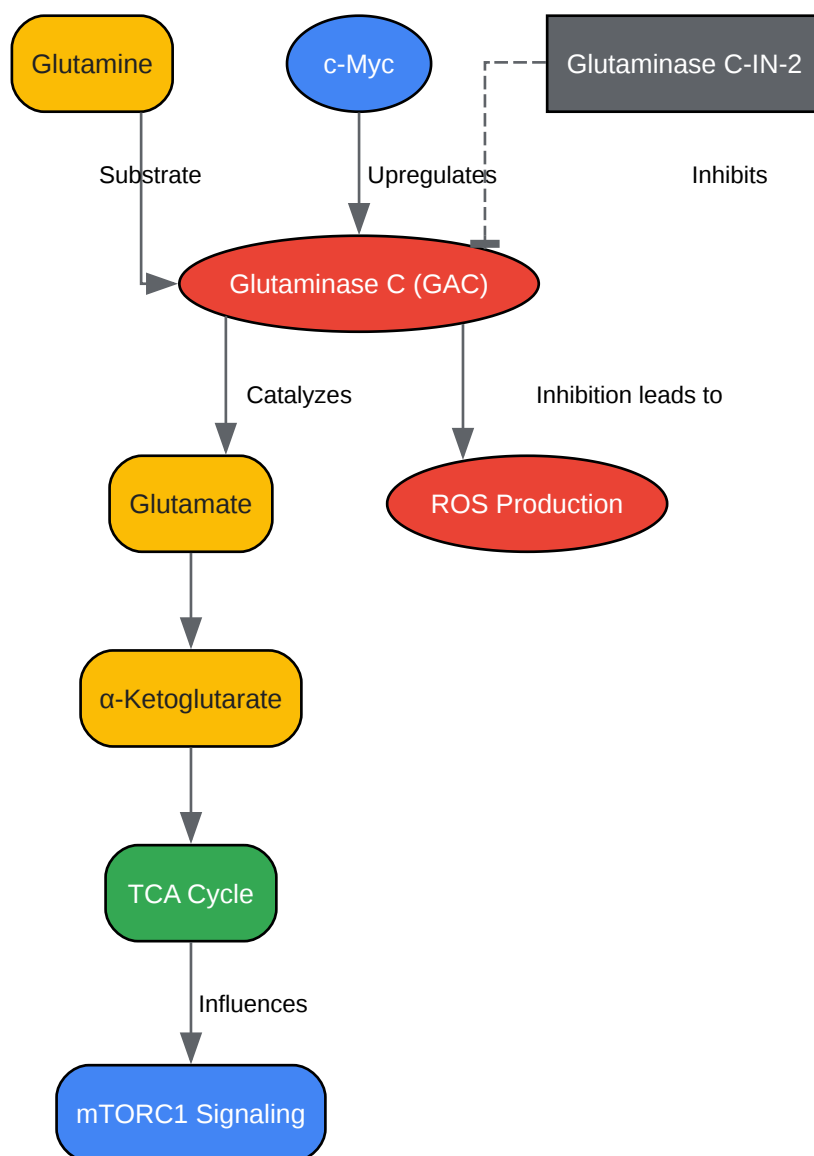 Glutamine
c-Myc
Glutaminase C-IN-2
Substrate
Upregulates
Inhibits
Glutaminase C (GAC)
Catalyzes
Inhibition leads to
Glutamate
ROS Production
α-Ketoglutarate
TCA Cycle
Influences
mTORC1 Signaling